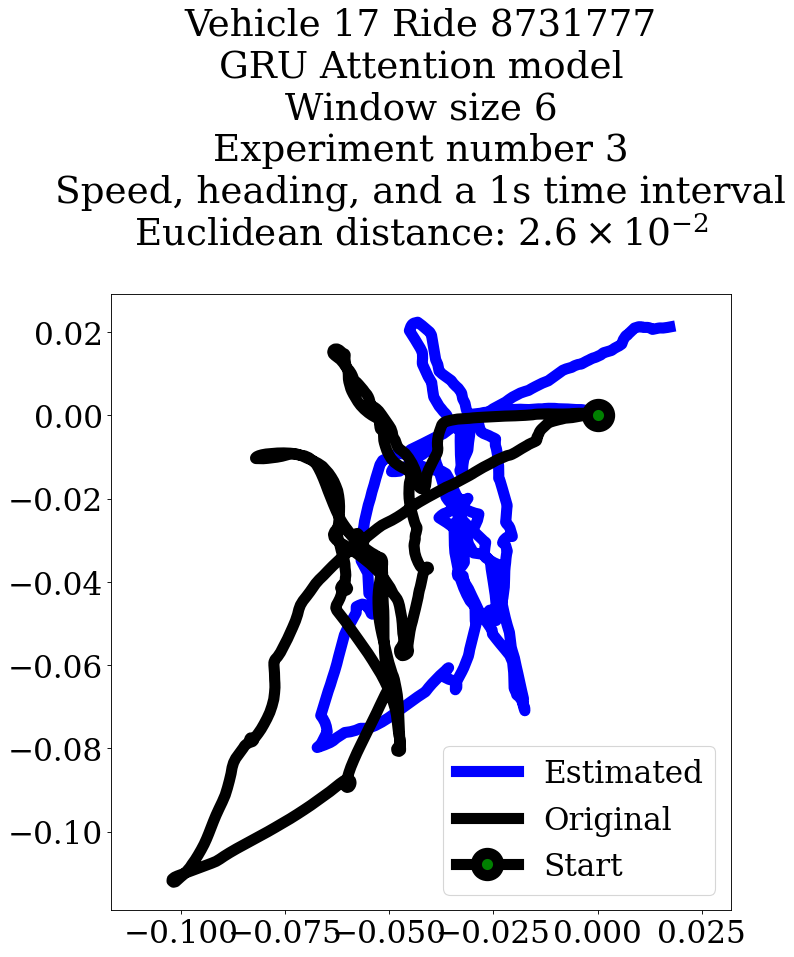 Vehicle 17 Ride 8731777
GRU Attention model
Window size 6
Experiment number 3
Speed, heading, and a 1s time interval
Euclidean distance: 2.6 × 10⁻²
0.02
0.00
−0.02
−0.04
−0.06
−0.08
−0.10
Estimated
Original
Start
−0.100 −0.075 −0.050 −0.025 0.000 0.025